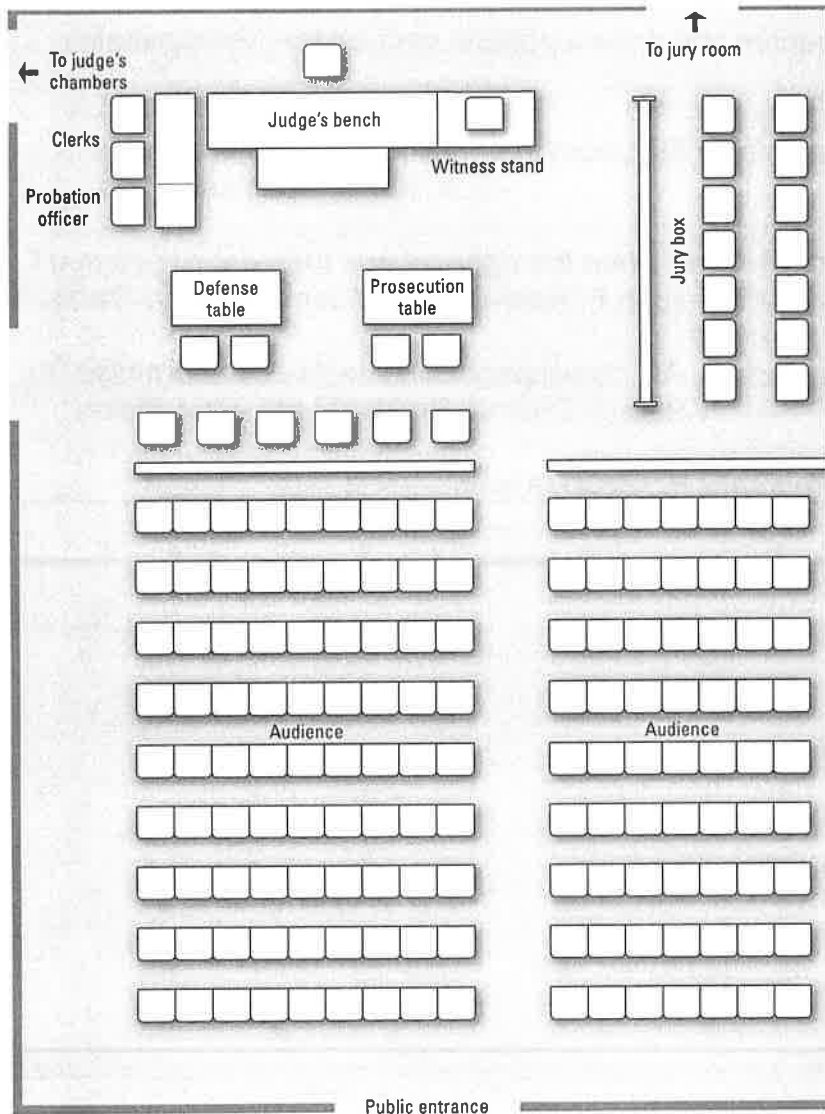 To jury room
To judge's
chambers
Clerks
Judge's bench
Witness stand
Probation
officer
Jury box
Defense
table
Prosecution
table
Audience
Audience
Public entrance